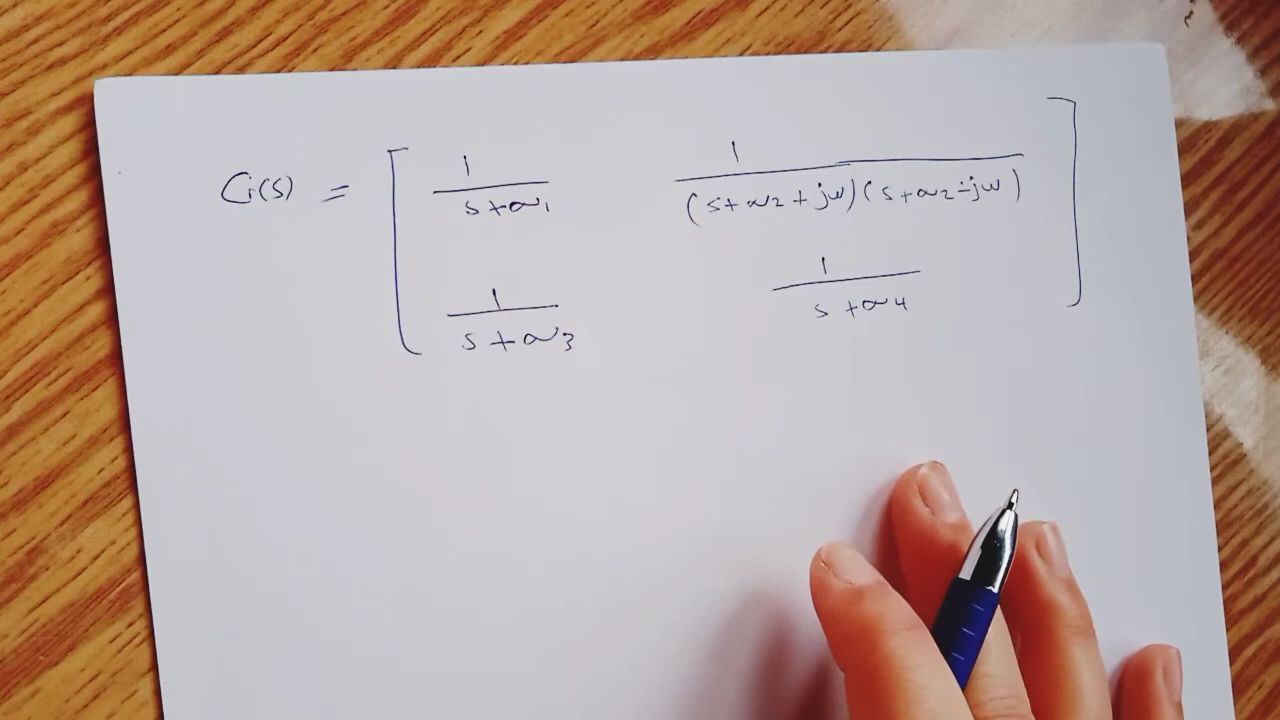 G(s) = [ 1/(s+α1)   1/((s+α2+jω)(s+α2-jω)) ]
[ 1/(s+α3)   1/(s+α4) ]